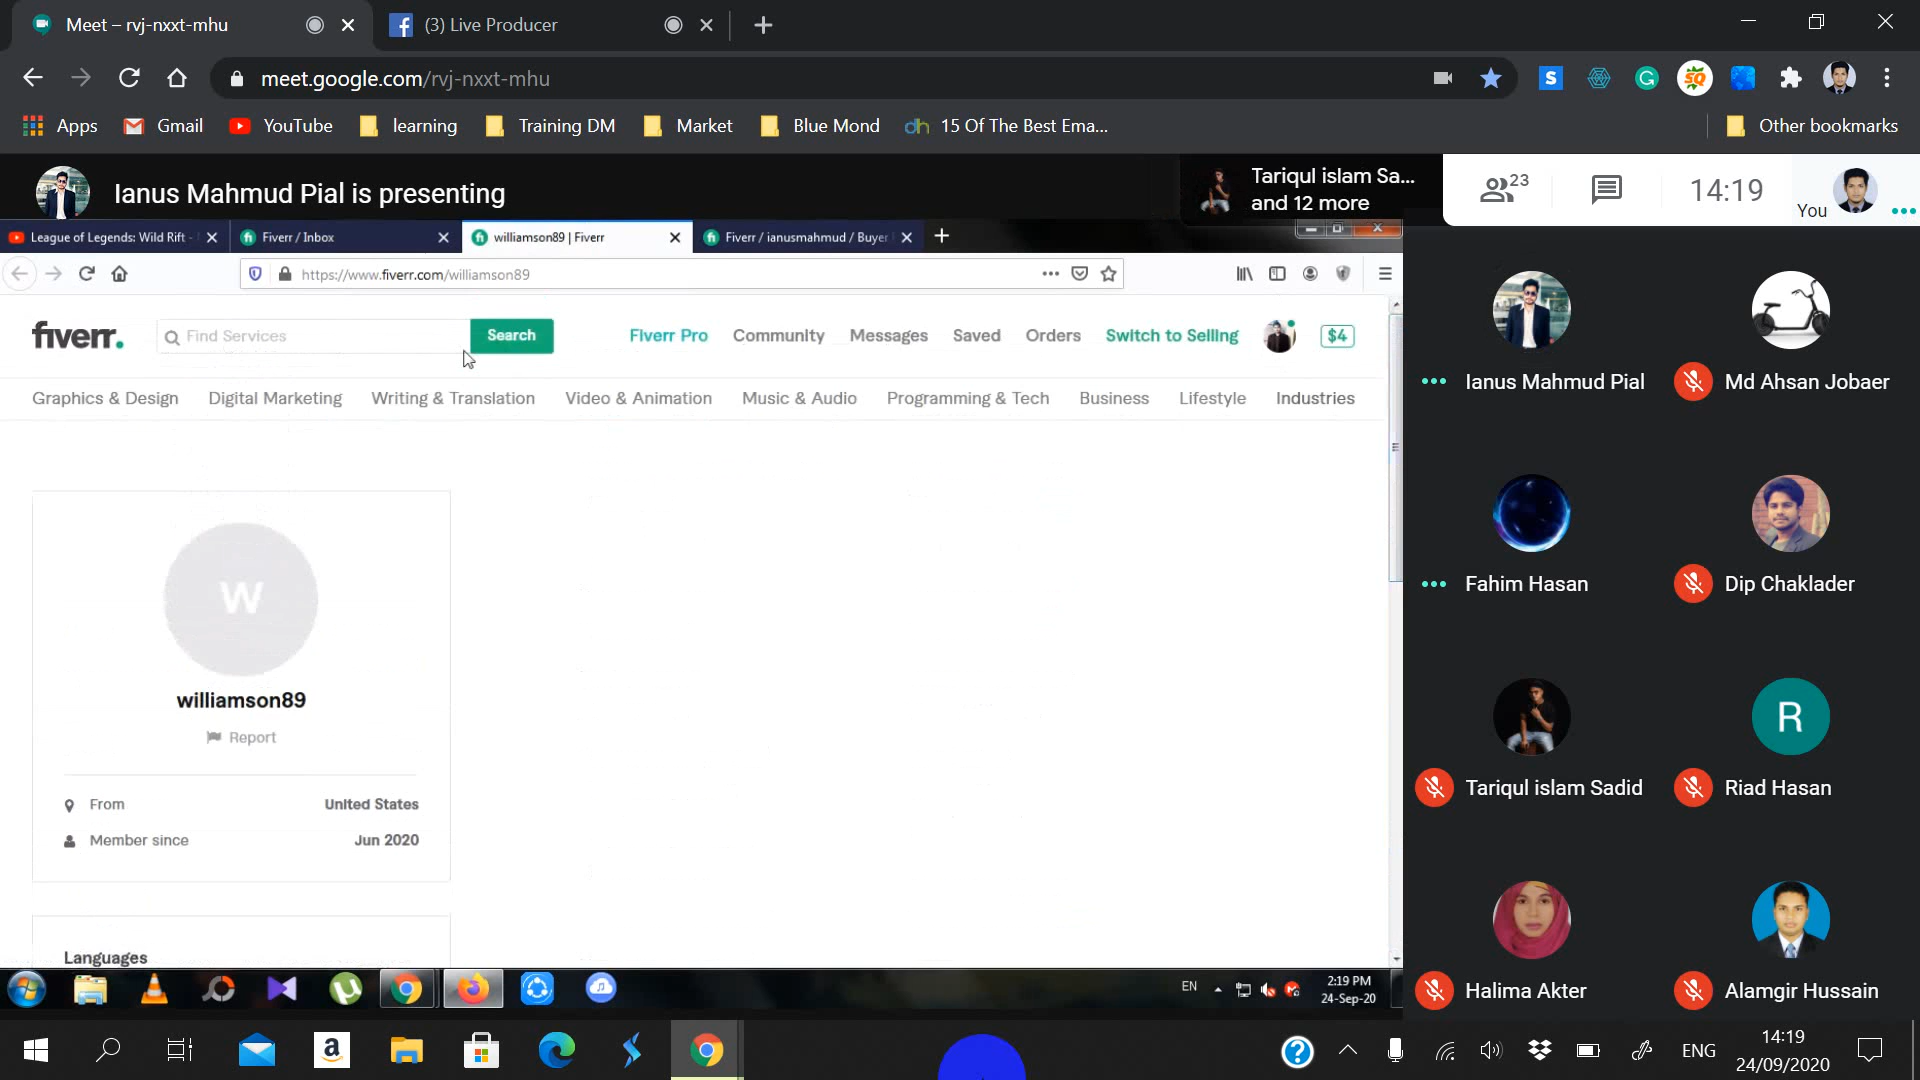 Meet – rvj-nxxt-mhu
(3) Live Producer
meet.google.com/rvj-nxxt-mhu
Apps
Gmail
YouTube
learning
Training DM
Market
Blue Mond
15 Of The Best Ema...
Other bookmarks
Ianus Mahmud Pial is presenting
Tariqul islam Sa...
and 12 more
23
14:19
You
League of Legends: Wild Rift -
Fiverr / Inbox
williamson89 | Fiverr
Fiverr / ianusmahmud / Buyer
https://www.fiverr.com/williamson89
fiverr.
Find Services
Search
Fiverr Pro
Community
Messages
Saved
Orders
Switch to Selling
$4
Graphics & Design
Digital Marketing
Writing & Translation
Video & Animation
Music & Audio
Programming & Tech
Business
Lifestyle
Industries
W
williamson89
Report
From
United States
Member since
Jun 2020
Languages
Ianus Mahmud Pial
Md Ahsan Jobaer
Fahim Hasan
Dip Chaklader
R
Tariqul islam Sadid
Riad Hasan
Halima Akter
Alamgir Hussain
EN
2:19 PM
24-Sep-20
ENG
14:19
24/09/2020